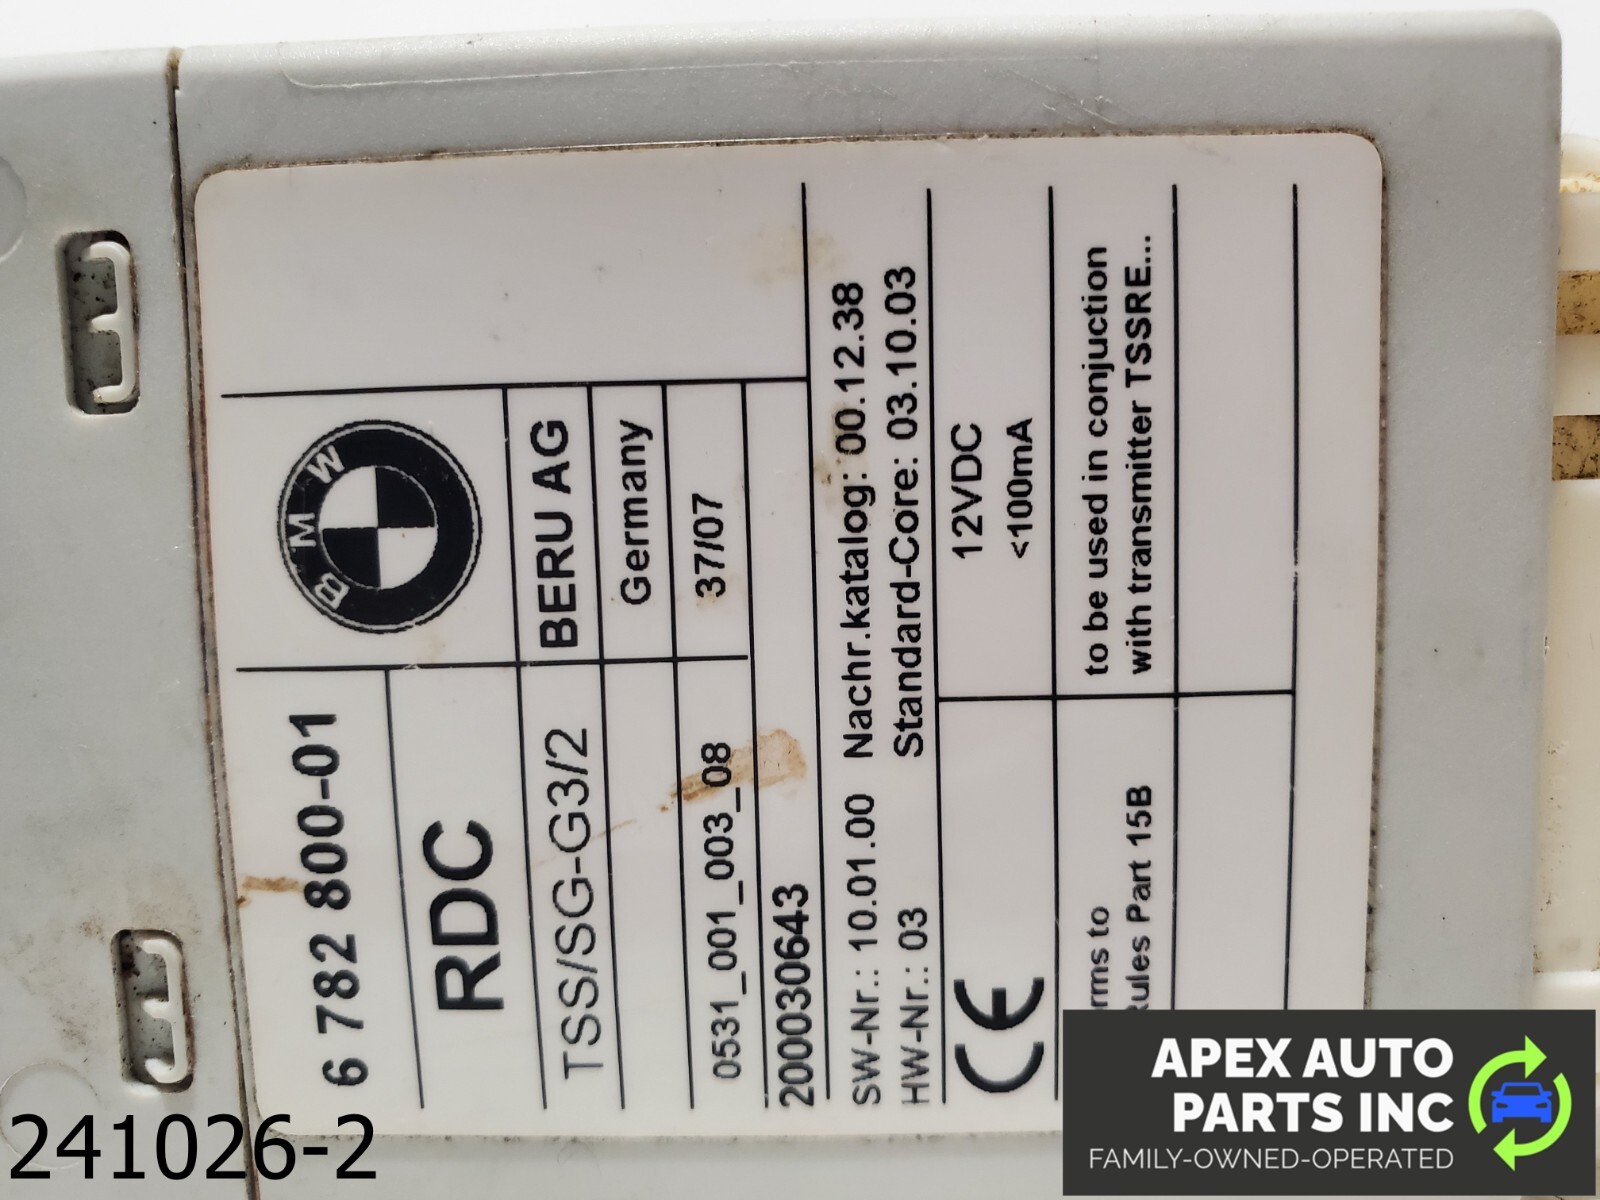 6 782 800-01
BMW
RDC
TSS/SG-G3/2 BERU AG
Germany
0531_001_003_08 37/07
200030643
SW-Nr.: 10.01.00 Nachr.katalog: 00.12.38
HW-Nr.: 03 Standard-Core: 03.10.03
CE 12VDC
<100mA
to be used in conjuction
with transmitter TSSRE...
to
Rules Part 15B
241026-2
APEX AUTO
PARTS INC
FAMILY-OWNED-OPERATED